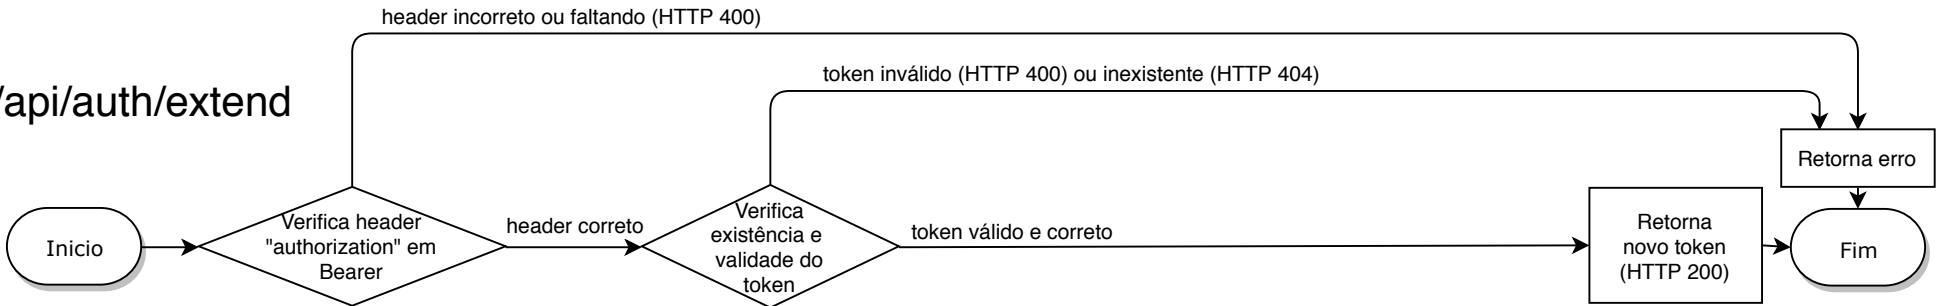 header incorreto ou faltando (HTTP 400)
token inválido (HTTP 400) ou inexistente (HTTP 404)
/api/auth/extend
Retorna erro
Inicio
Verifica header
"authorization" em
Bearer
header correto
Verifica
existência e
validade do
token
token válido e correto
Retorna
novo token
(HTTP 200)
Fim